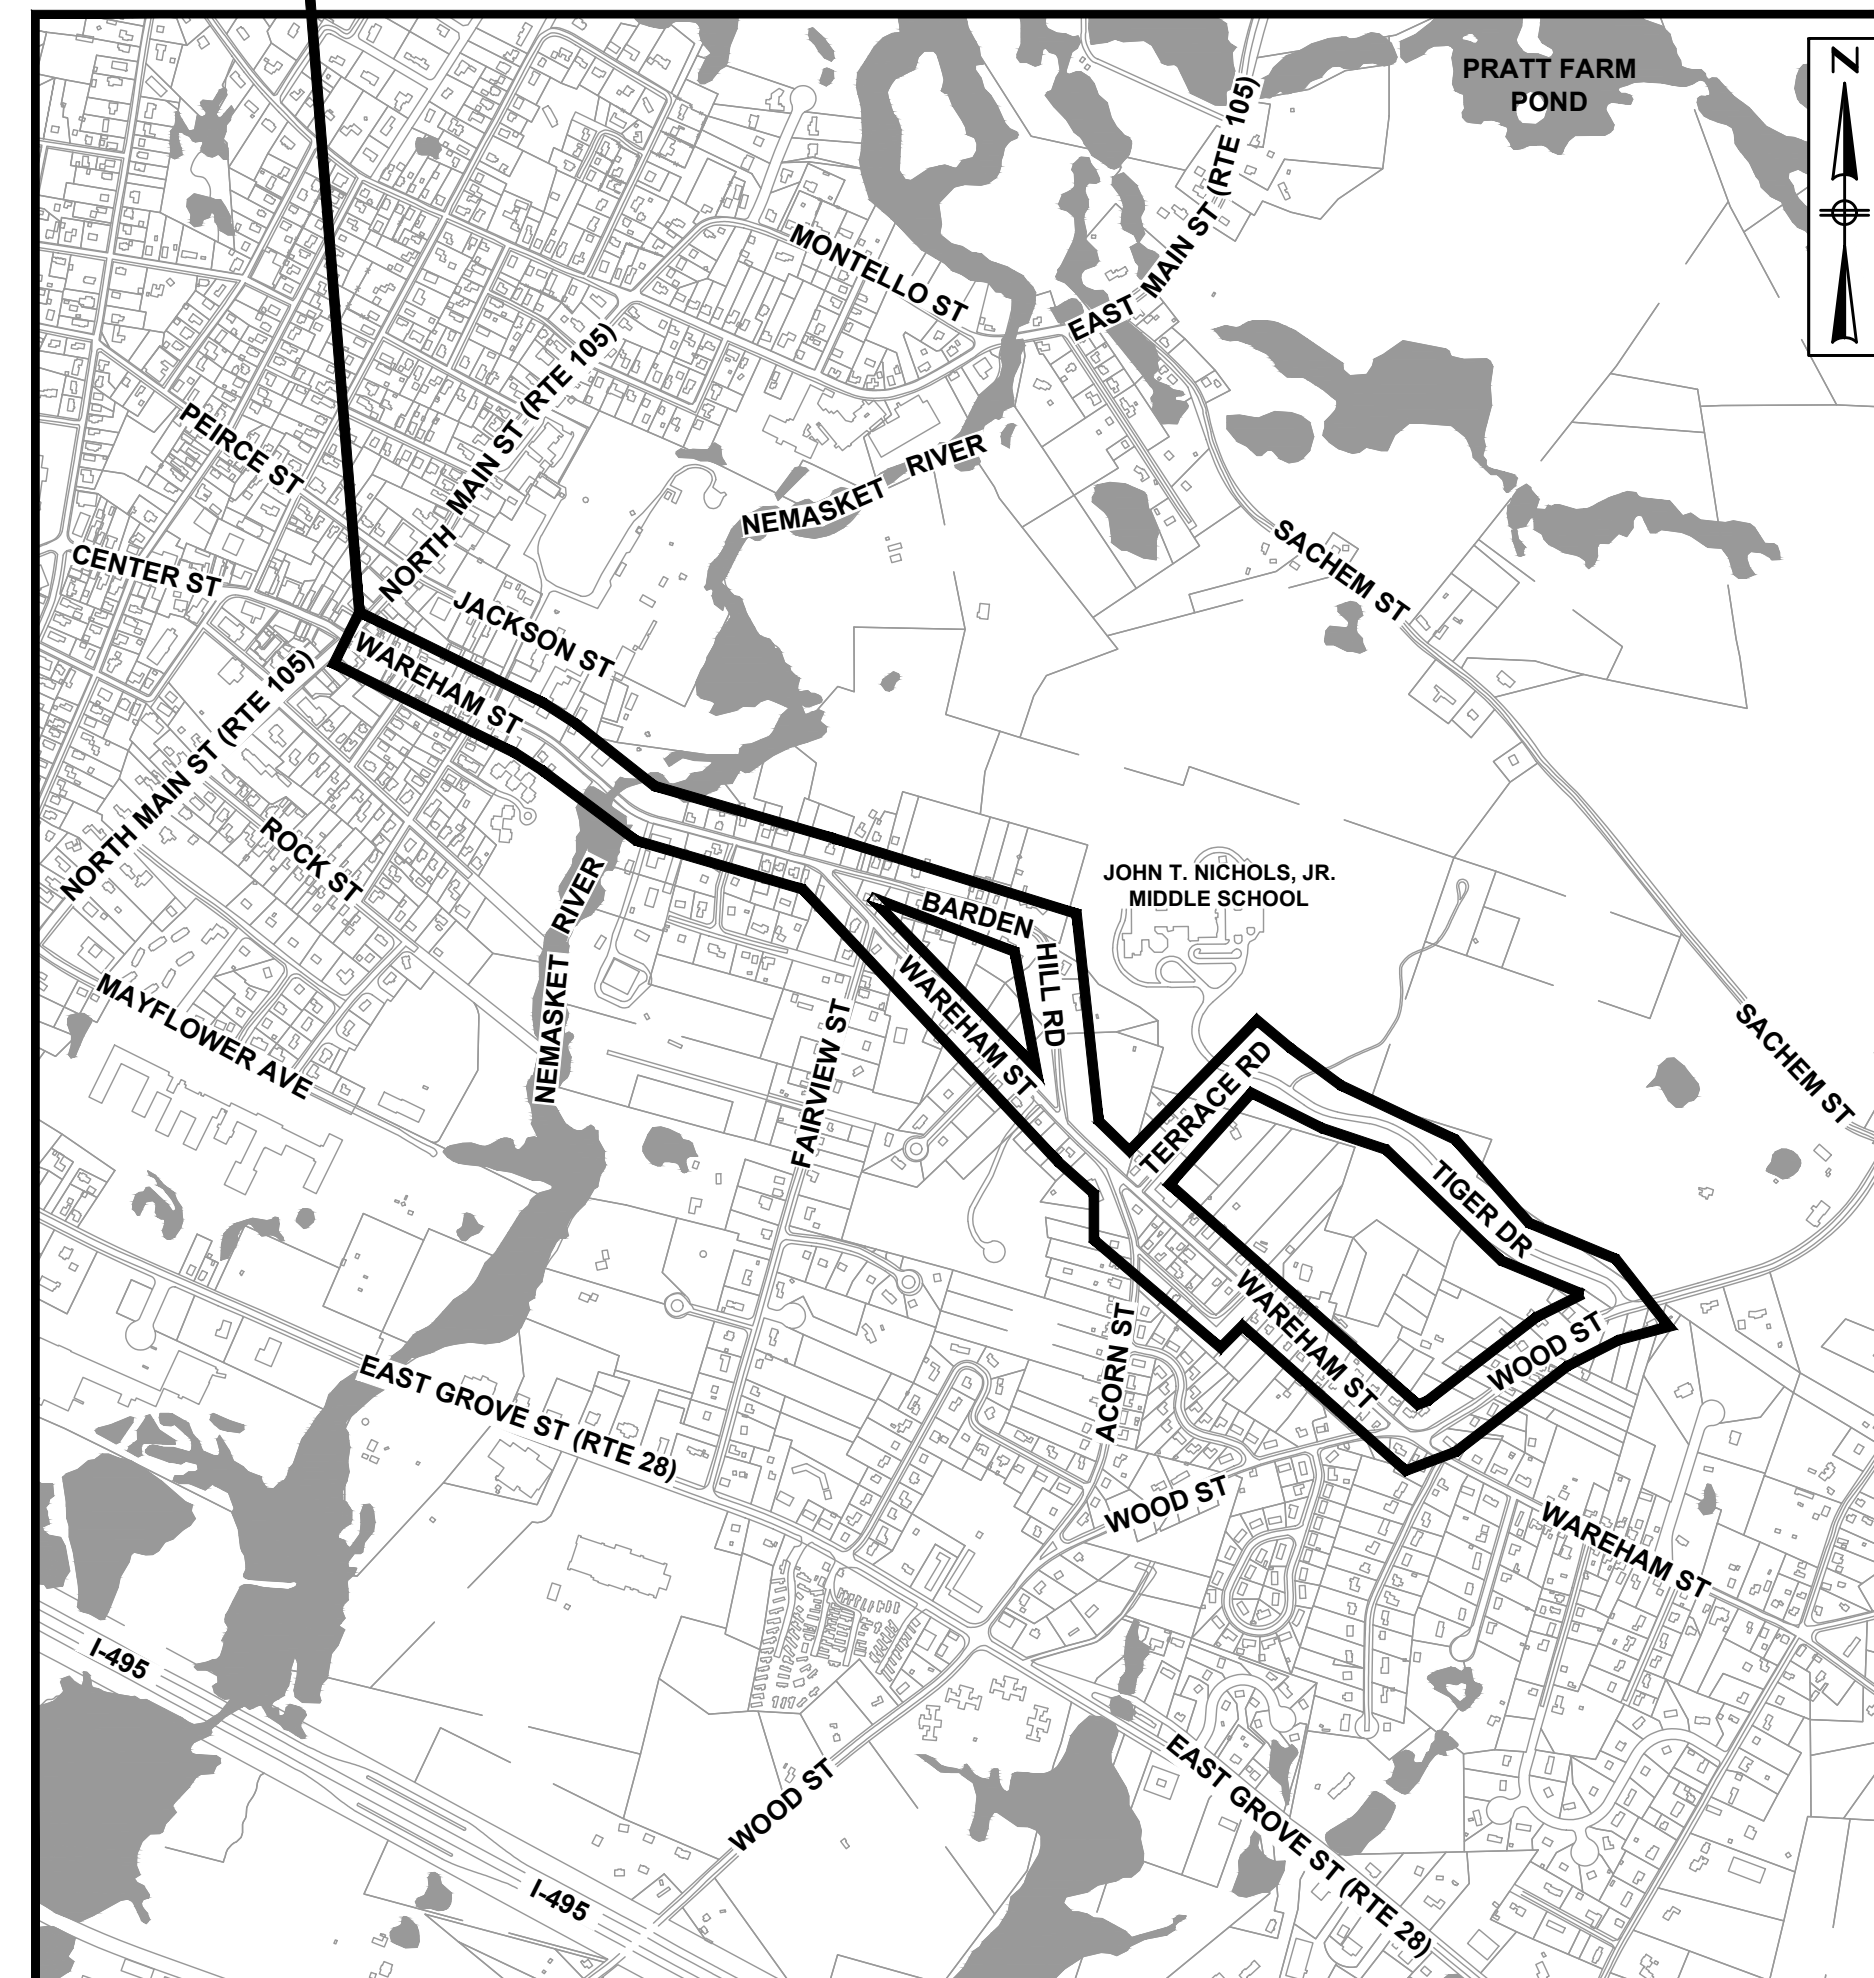 PRATT FARM
POND
N
EAST MAIN ST (RTE 105)
MONTELLO ST
NORTH MAIN ST (RTE 105)
PEIRCE ST
NEMASKET RIVER
SACHEM ST
CENTER ST
JACKSON ST
WAREHAM ST
NORTH MAIN ST (RTE 105)
ROCK ST
JOHN T. NICHOLS, JR.
MIDDLE SCHOOL
BARDEN HILL RD
NEMASKET RIVER
WAREHAM ST
MAYFLOWER AVE
FAIRVIEW ST
SACHEM ST
TERRACE RD
TIGER DR
WAREHAM ST
WOOD ST
ACORN ST
EAST GROVE ST (RTE 28)
WOOD ST
WAREHAM ST
I-495
WOOD ST
EAST GROVE ST (RTE 28)
I-495